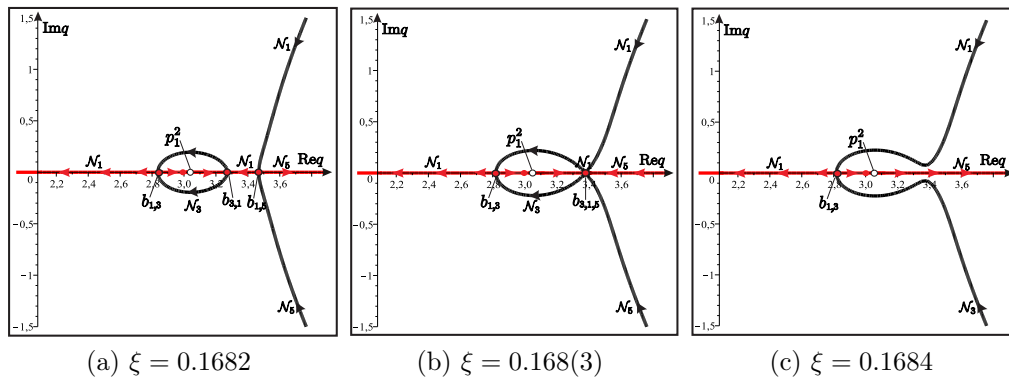 1,5
Im𝑞
𝒩₁
1
0,5
p₁²
𝒩₁ 𝒩₁ 𝒩₅ Re𝑞
0
2,2 2,4 2,6 2,8 3,0 3,2 3,4 3,6
b₁,₃ 𝒩₃ b₃,₁ b₁,₅
−0,5
−1
𝒩₅
−1,5
(a) ξ = 0.1682
1,5
Im𝑞
𝒩₁
1
0,5
p₁²
𝒩₁ 𝒩₁ 𝒩₅ Re𝑞
0
2,2 2,4 2,6 2,8 3,0 3,2 3,4 3,6
b₁,₃ 𝒩₃ b₃,₁,₅
−0,5
−1
𝒩₅
−1,5
(b) ξ = 0.168(3)
1,5
Im𝑞
𝒩₁
1
0,5
p₁²
𝒩₁ 𝒩₅ Re𝑞
0
2,2 2,4 2,6 2,8 3,0 3,2 3,4 3,6
b₁,₃
−0,5
−1
𝒩₃
−1,5
(c) ξ = 0.1684